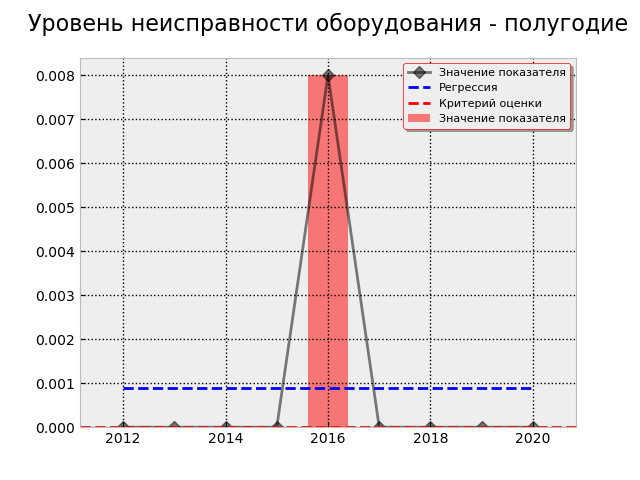 Уровень неисправности оборудования - полугодие
Значение показателя
Регрессия
Критерий оценки
Значение показателя
0.008
0.007
0.006
0.005
0.004
0.003
0.002
0.001
0.000
2012 2014 2016 2018 2020